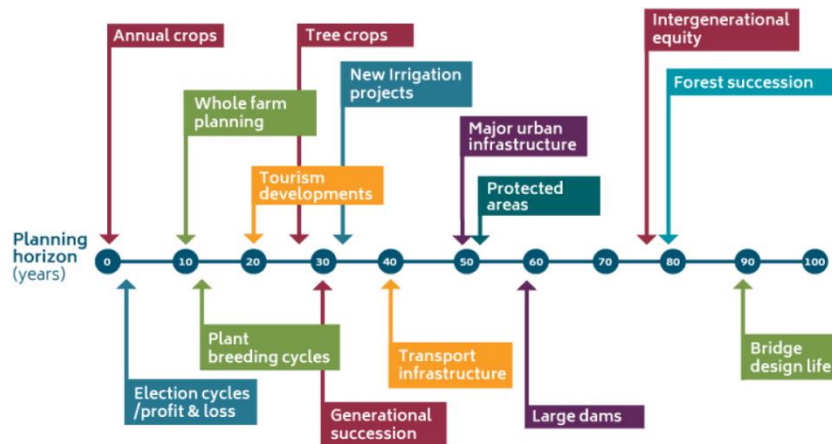 Annual crops
Tree crops
Intergenerational
equity
Whole farm
planning
New Irrigation
projects
Forest succession
Major urban
infrastructure
Tourism
developments
Protected
areas
Planning
horizon
(years)
0 10 20 30 40 50 60 70 80 90 100
Plant
breeding cycles
Transport
infrastructure
Bridge
design life
Election cycles
/profit & loss
Generational
succession
Large dams